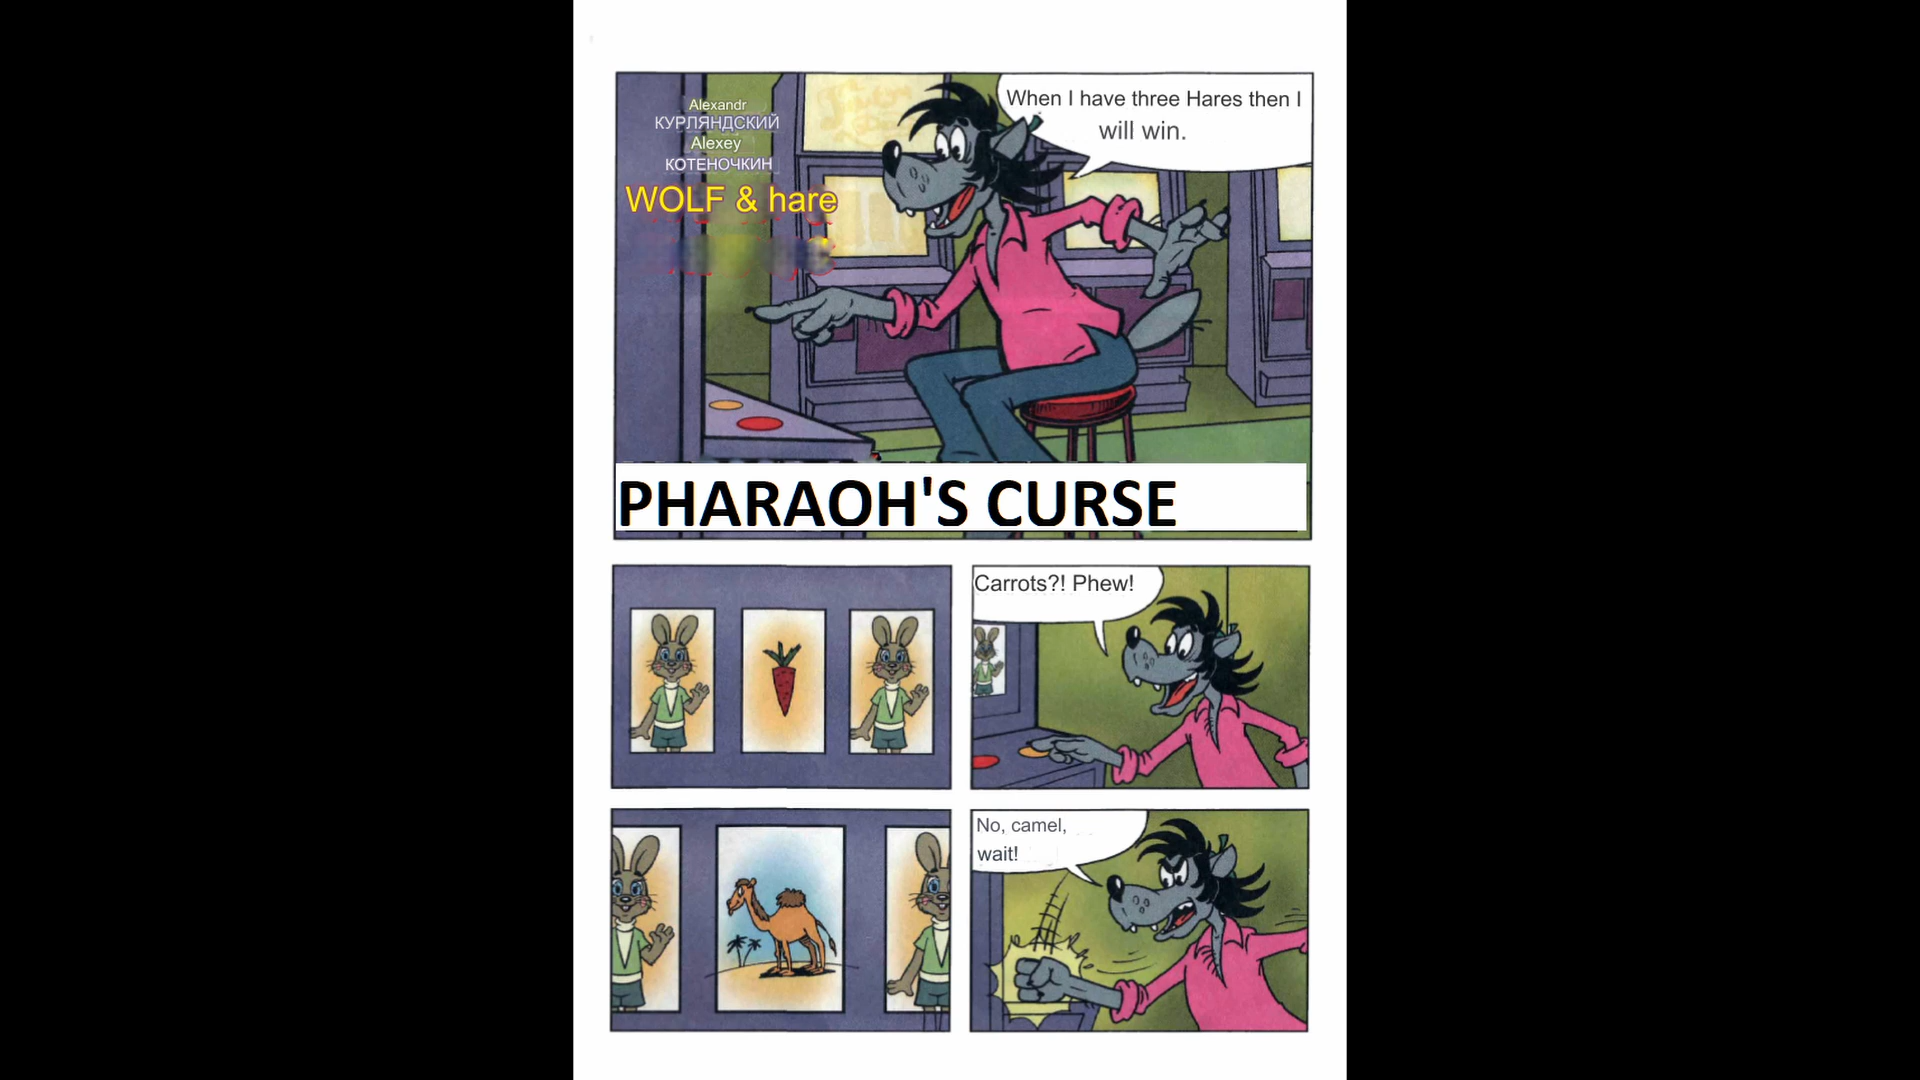 Alexandr
КУРЛЯНДСКИЙ
Alexey
КОТЕНОЧКИН
WOLF & hare
When I have three Hares then I
will win.
PHARAOH'S CURSE
Carrots?! Phew!
No, camel,
wait!